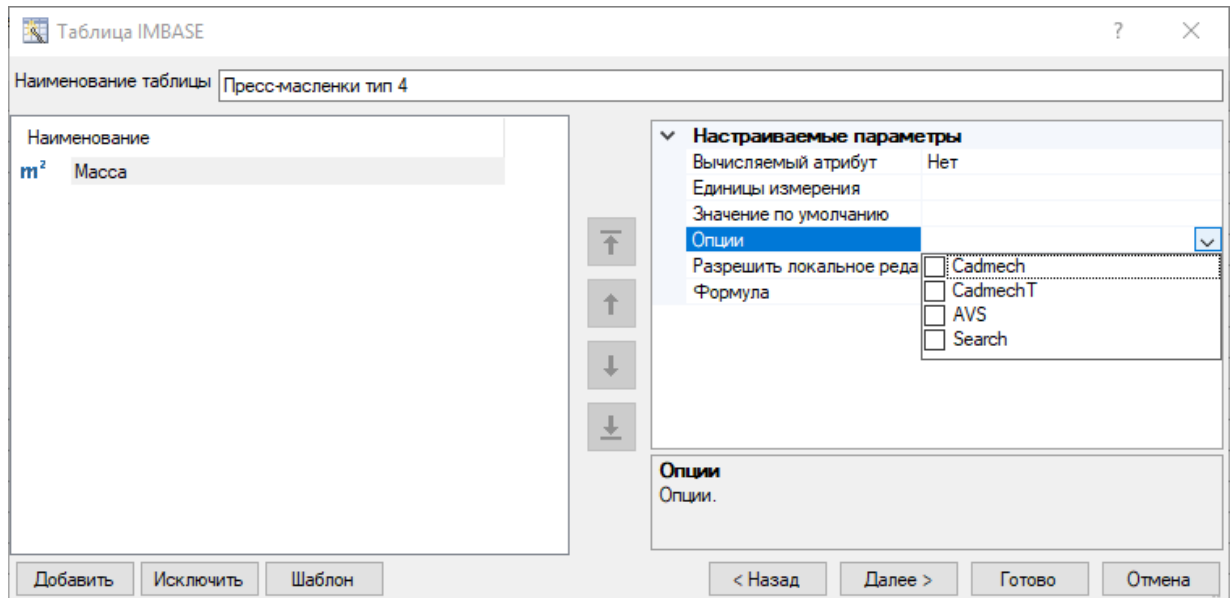 Таблица IMBASE
?
Наименование таблицы Пресс-масленки тип 4
Наименование
m² Масса
Настраиваемые параметры
Вычисляемый атрибут Нет
Единицы измерения
Значение по умолчанию
Опции
Разрешить локальное реда
Формула
Cadmech
CadmechT
AVS
Search
Опции
Опции.
Добавить Исключить Шаблон < Назад Далее > Готово Отмена